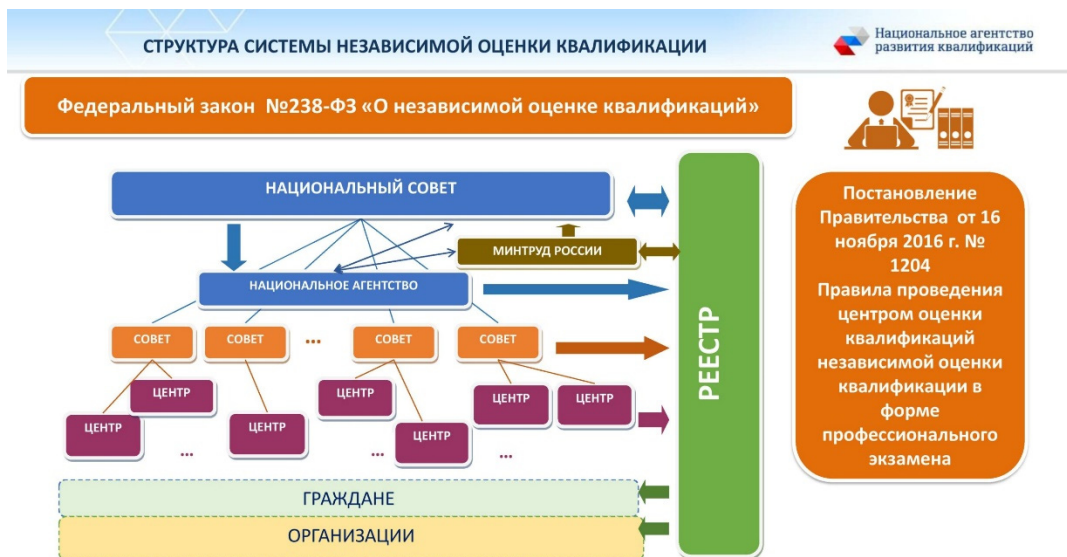 СТРУКТУРА СИСТЕМЫ НЕЗАВИСИМОЙ ОЦЕНКИ КВАЛИФИКАЦИИ
Национальное агентство
развития квалификаций
Федеральный закон №238-ФЗ «О независимой оценке квалификаций»
НАЦИОНАЛЬНЫЙ СОВЕТ
МИНТРУД РОССИИ
НАЦИОНАЛЬНОЕ АГЕНТСТВО
СОВЕТ
СОВЕТ
...
СОВЕТ
СОВЕТ
ЦЕНТР
ЦЕНТР
ЦЕНТР
ЦЕНТР
ЦЕНТР
ЦЕНТР
ЦЕНТР
...
...
...
ГРАЖДАНЕ
ОРГАНИЗАЦИИ
РЕЕСТР
Постановление
Правительства от 16
ноября 2016 г. №
1204
Правила проведения
центром оценки
квалификаций
независимой оценки
квалификации в
форме
профессионального
экзамена